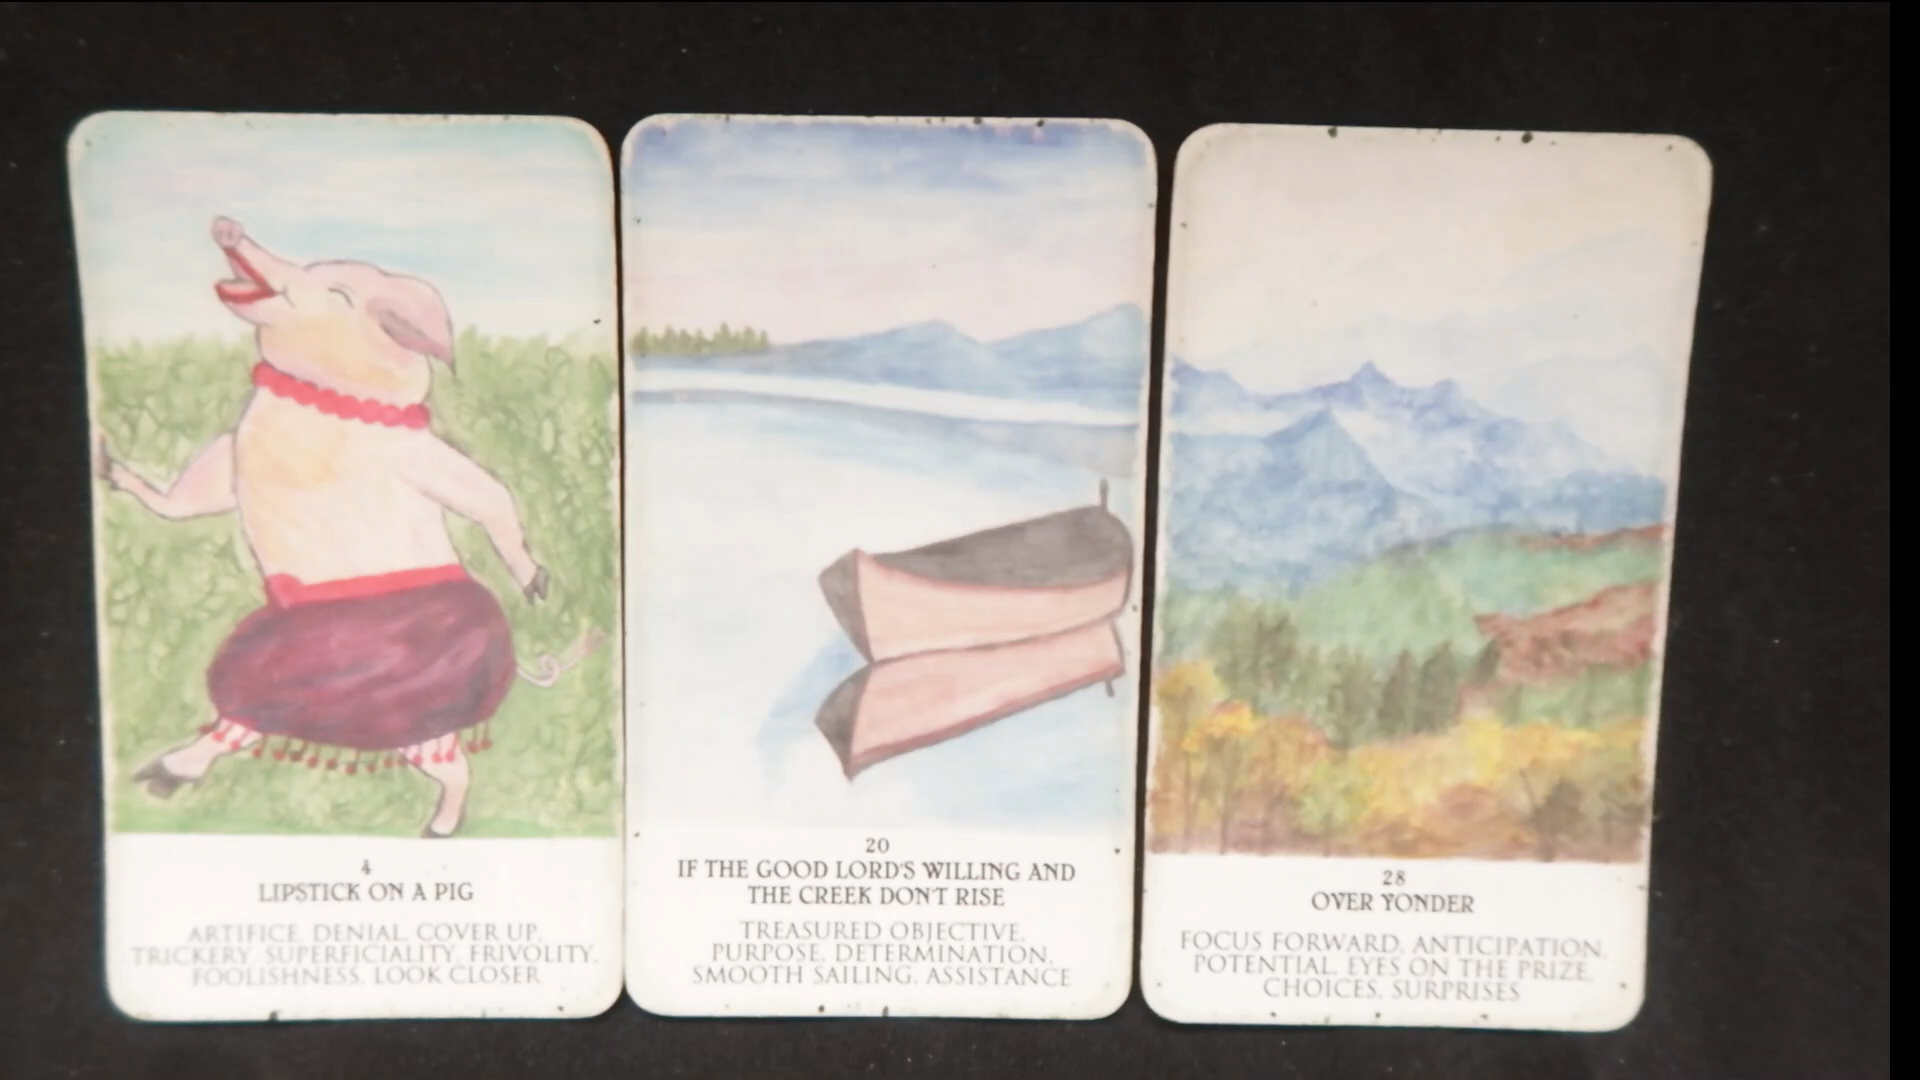 4
LIPSTICK ON A PIG
ARTIFICE, DENIAL, COVER UP,
TRICKERY, SUPERFICIALITY, FRIVOLITY,
FOOLISHNESS, LOOK CLOSER
20
IF THE GOOD LORD'S WILLING AND
THE CREEK DON'T RISE
TREASURED OBJECTIVE,
PURPOSE, DETERMINATION,
SMOOTH SAILING, ASSISTANCE
28
OVER YONDER
FOCUS FORWARD, ANTICIPATION,
POTENTIAL, EYES ON THE PRIZE,
CHOICES, SURPRISES